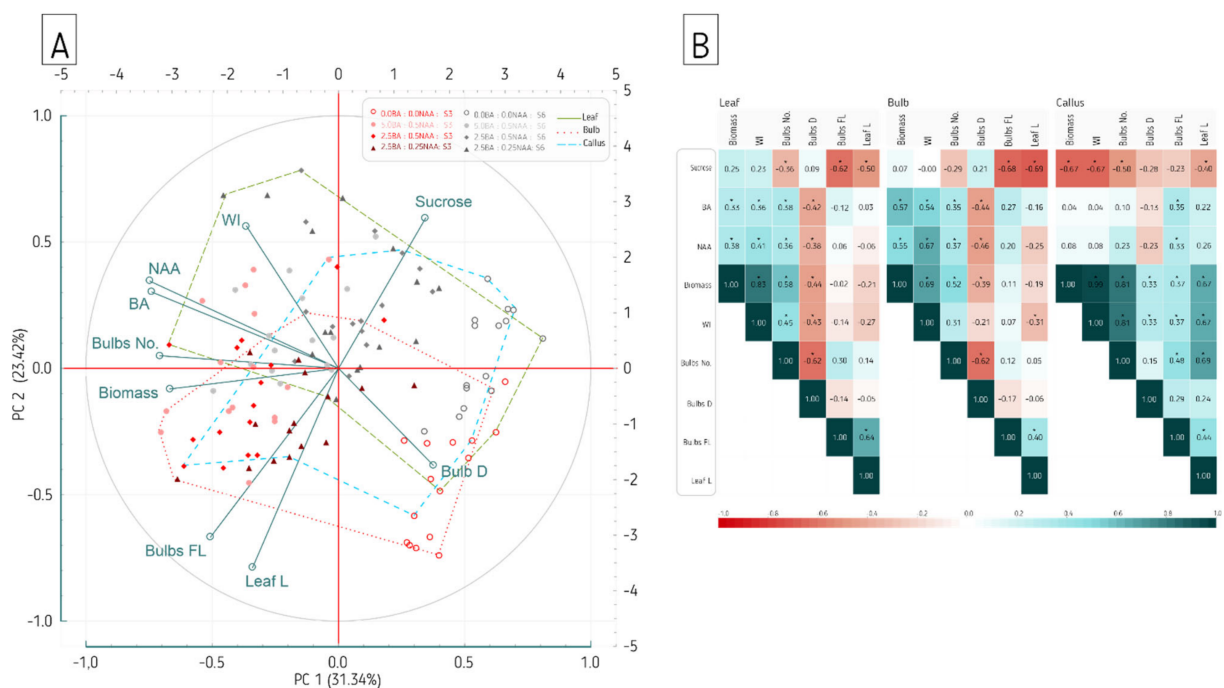 A
B
-5 -4 -3 -2 -1 0 1 2 3 4 5
1.0
0.5
0.0
-0.5
-1.0
5
4
3
2
1
0
-1
-2
-3
-4
-5
0.0BA : 0.0NAA : S3
5.0BA : 0.5NAA : S3
2.5BA : 0.5NAA: S3
2.5BA : 0.25NAA: S3
0.0BA : 0.0NAA : S6
5.0BA : 0.5NAA : S6
2.5BA : 0.5NAA: S6
2.5BA : 0.25NAA: S6
Leaf
Bulb
Callus
Sucrose
WI
NAA
BA
Bulbs No.
Biomass
Bulb D
Bulbs FL
Leaf L
-1,0 -0.5 0.0 0.5 1.0
PC 1 (31.34%)
PC 2 (23.42%)
Leaf Bulb Callus
Biomass WI Bulbs No. Bulbs D Bulbs FL Leaf L Biomass WI Bulbs No. Bulbs D Bulbs FL Leaf L Biomass WI Bulbs No. Bulbs D Bulbs FL Leaf L
Sucrose 0.25 0.23 -0.36 0.09 -0.62 -0.50 0.07 -0.00 -0.29 0.21 -0.68 -0.69 -0.67 -0.67 -0.50 -0.28 -0.23 -0.40
BA 0.33 0.36 0.38 -0.42 -0.12 0.03 0.57 0.54 0.35 -0.44 0.27 -0.16 0.04 0.04 0.10 -0.13 0.35 0.22
NAA 0.38 0.41 0.36 -0.38 0.06 -0.06 0.55 0.67 0.37 -0.46 0.20 -0.25 0.08 0.08 0.23 -0.23 0.33 0.26
Biomass 1.00 0.83 0.58 -0.44 -0.02 -0.21 1.00 0.69 0.52 -0.39 0.11 -0.19 1.00 0.99 0.81 0.33 0.37 0.67
WI 1.00 0.45 -0.43 -0.14 -0.27 1.00 0.31 -0.21 0.07 -0.31 1.00 0.81 0.33 0.37 0.67
Bulbs No. 1.00 -0.62 0.30 0.14 1.00 -0.62 0.12 0.05 1.00 0.15 0.48 0.69
Bulbs D 1.00 -0.14 -0.05 1.00 -0.17 -0.06 1.00 0.29 0.24
Bulbs FL 1.00 0.64 1.00 0.40 1.00 0.44
Leaf L 1.00 1.00 1.00
-1.0 -0.8 -0.6 -0.4 -0.2 0.0 0.2 0.4 0.6 0.8 1.0